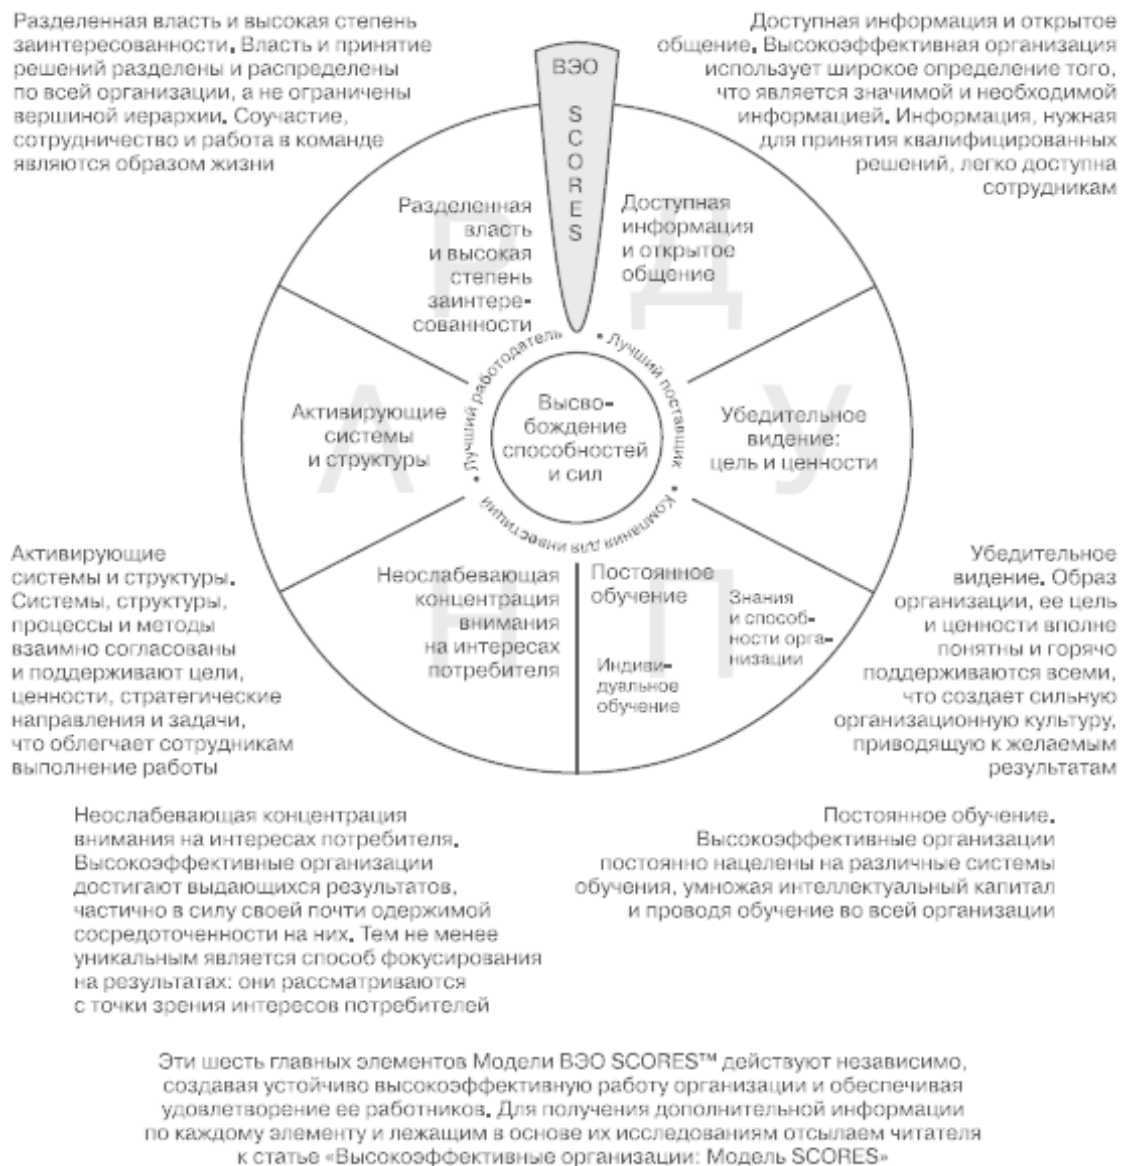 Разделенная власть и высокая степень
заинтересованности. Власть и принятие
решений разделены и распределены
по всей организации, а не ограничены
вершиной иерархии. Соучастие,
сотрудничество и работа в команде
являются образом жизни
Доступная информация и открытое
общение. Высокоэффективная организация
использует широкое определение того,
что является значимой и необходимой
информацией. Информация, нужная
для принятия квалифицированных
решений, легко доступна
сотрудникам
ВЭО
S
C
O
R
E
S
Р
Разделенная
власть
и высокая
степень
заинтере-
сованности
Д
Доступная
информация
и открытое
общение
А
Активирующие
системы
и структуры
• Лучший работодатель
• Лучший поставщик
• Компания для инвестиций
Высво-
бождение
способностей
и сил
У
Убедительное
видение:
цель и ценности
Н
Неослабевающая
концентрация
внимания
на интересах
потребителя
П
Постоянное
обучение
Знания
и способ-
ности орга-
низации
Индиви-
дуальное
обучение
Активирующие
системы и структуры.
Системы, структуры,
процессы и методы
взаимно согласованы
и поддерживают цели,
ценности, стратегические
направления и задачи,
что облегчает сотрудникам
выполнение работы
Убедительное
видение. Образ
организации, ее цель
и ценности вполне
понятны и горячо
поддерживаются всеми,
что создает сильную
организационную культуру,
приводящую к желаемым
результатам
Неослабевающая концентрация
внимания на интересах потребителя.
Высокоэффективные организации
достигают выдающихся результатов,
частично в силу своей почти одержимой
сосредоточенности на них. Тем не менее
уникальным является способ фокусирования
на результатах: они рассматриваются
с точки зрения интересов потребителей
Постоянное обучение.
Высокоэффективные организации
постоянно нацелены на различные системы
обучения, умножая интеллектуальный капитал
и проводя обучение во всей организации
Эти шесть главных элементов Модели ВЭО SCORES™ действуют независимо,
создавая устойчиво высокоэффективную работу организации и обеспечивая
удовлетворение ее работников. Для получения дополнительной информации
по каждому элементу и лежащим в основе их исследованиям отсылаем читателя
к статье «Высокоэффективные организации: Модель SCORES»